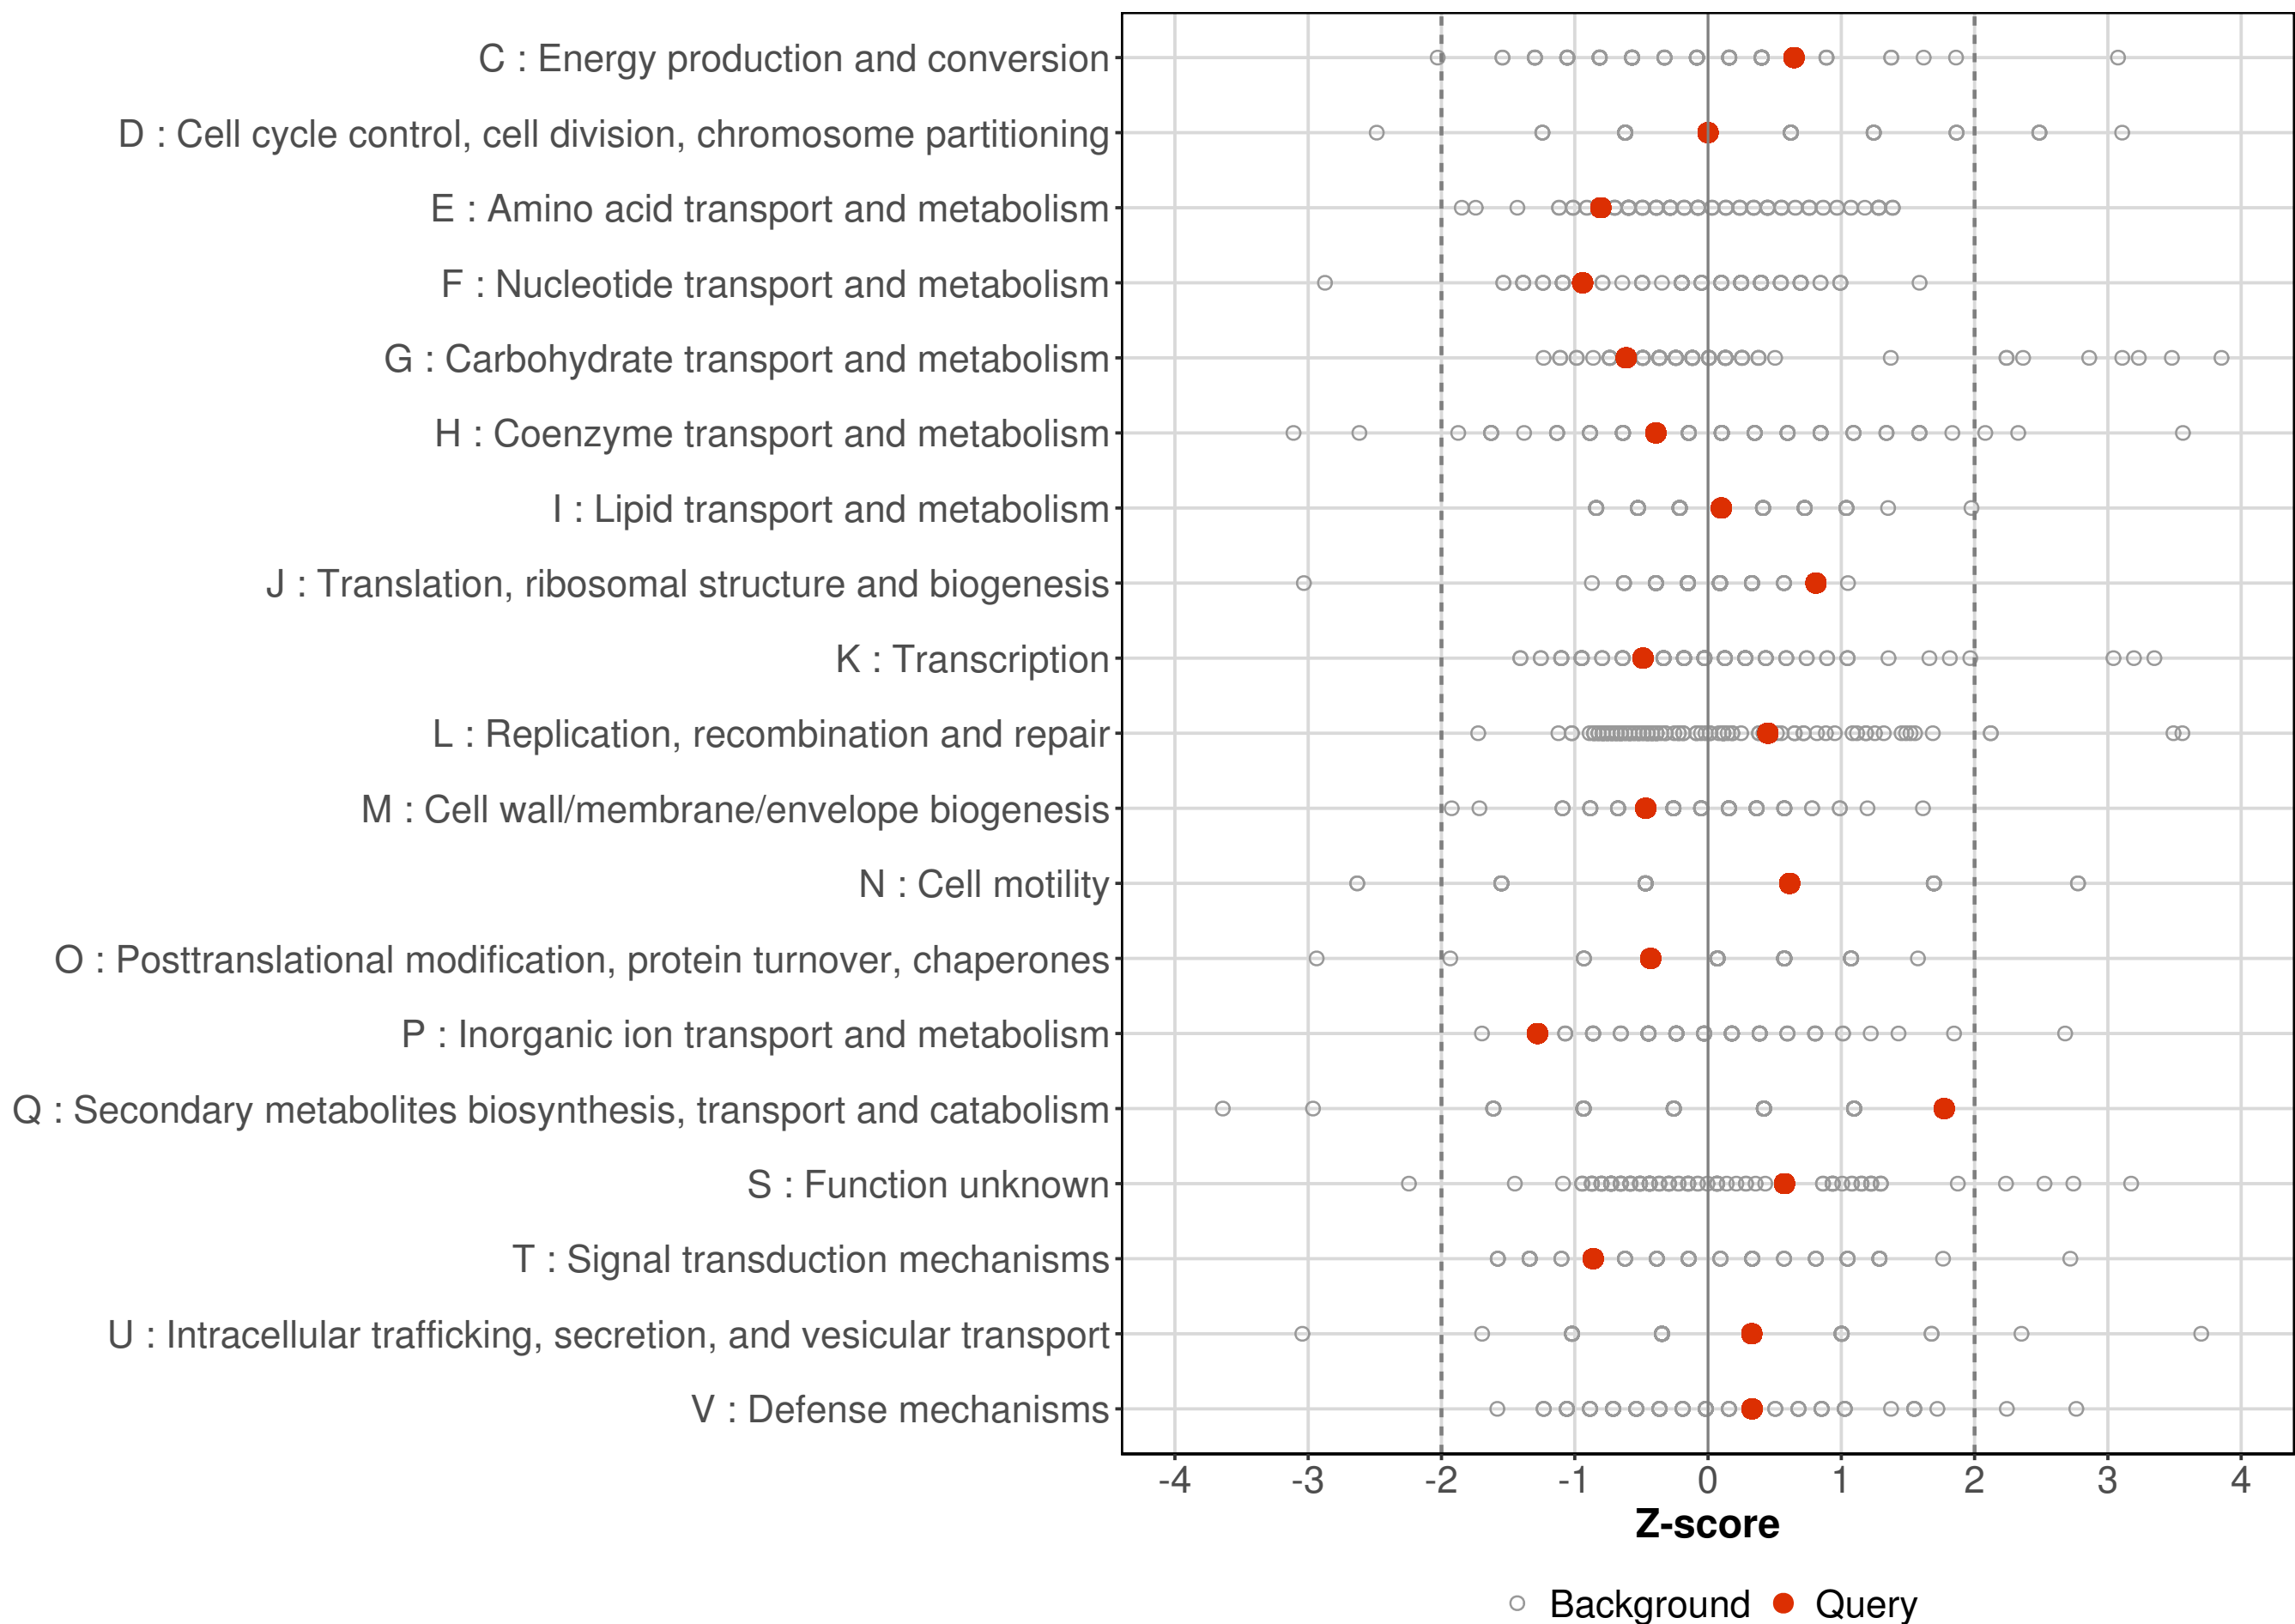 C : Energy production and conversion
D : Cell cycle control, cell division, chromosome partitioning
E : Amino acid transport and metabolism
F : Nucleotide transport and metabolism
G : Carbohydrate transport and metabolism
H : Coenzyme transport and metabolism
I : Lipid transport and metabolism
J : Translation, ribosomal structure and biogenesis
K : Transcription
L : Replication, recombination and repair
M : Cell wall/membrane/envelope biogenesis
N : Cell motility
O : Posttranslational modification, protein turnover, chaperones
P : Inorganic ion transport and metabolism
Q : Secondary metabolites biosynthesis, transport and catabolism
S : Function unknown
T : Signal transduction mechanisms
U : Intracellular trafficking, secretion, and vesicular transport
V : Defense mechanisms
-4 -3 -2 -1 0 1 2 3 4
Z-score
Background Query